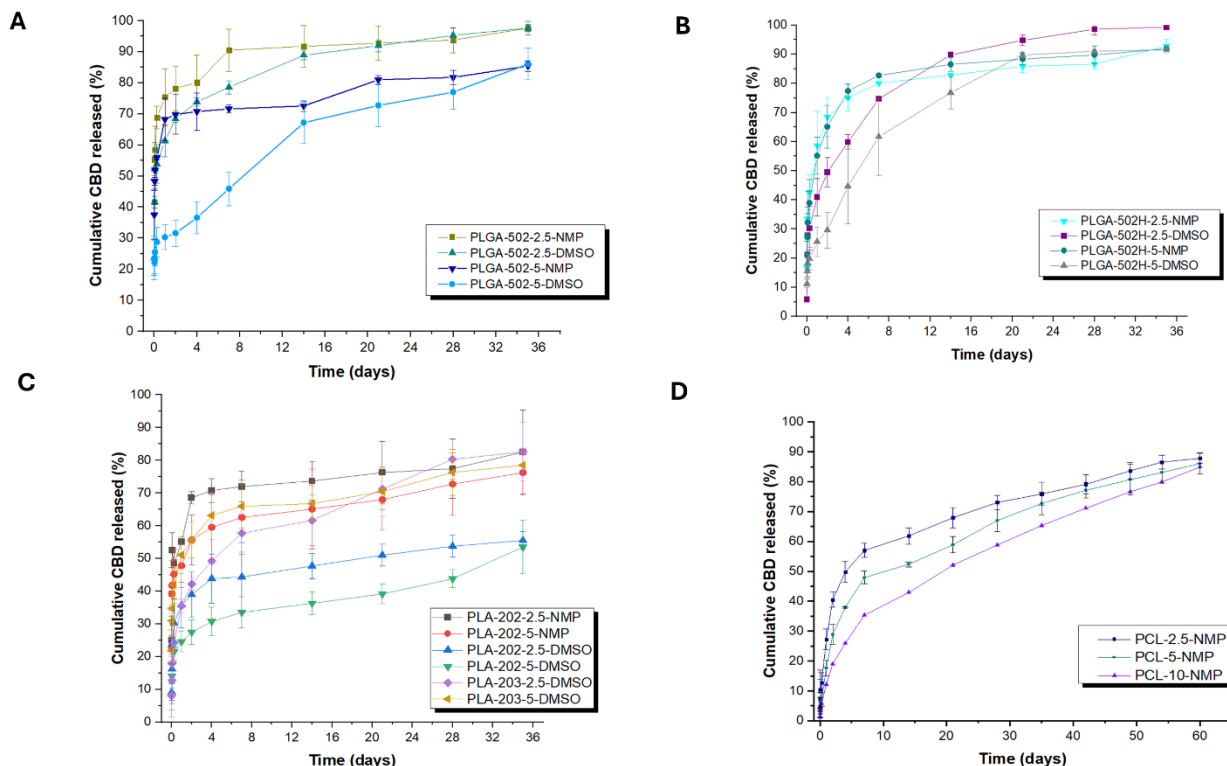 A
Cumulative CBD released (%)
100
90
80
70
60
50
40
30
20
10
0
PLGA-502-2.5-NMP
PLGA-502-2.5-DMSO
PLGA-502-5-NMP
PLGA-502-5-DMSO
0 4 8 12 16 20 24 28 32 36
Time (days)
B
Cumulative CBD released (%)
100
90
80
70
60
50
40
30
20
10
0
PLGA-502H-2.5-NMP
PLGA-502H-2.5-DMSO
PLGA-502H-5-NMP
PLGA-502H-5-DMSO
0 4 8 12 16 20 24 28 32 36
Time (days)
C
Cumulative CBD released (%)
100
90
80
70
60
50
40
30
20
10
0
PLA-202-2.5-NMP
PLA-202-5-NMP
PLA-202-2.5-DMSO
PLA-202-5-DMSO
PLA-203-2.5-DMSO
PLA-203-5-DMSO
0 4 8 12 16 20 24 28 32 36
Time (days)
D
Cumulative CBD released (%)
100
90
80
70
60
50
40
30
20
10
0
PCL-2.5-NMP
PCL-5-NMP
PCL-10-NMP
0 10 20 30 40 50 60
Time (days)